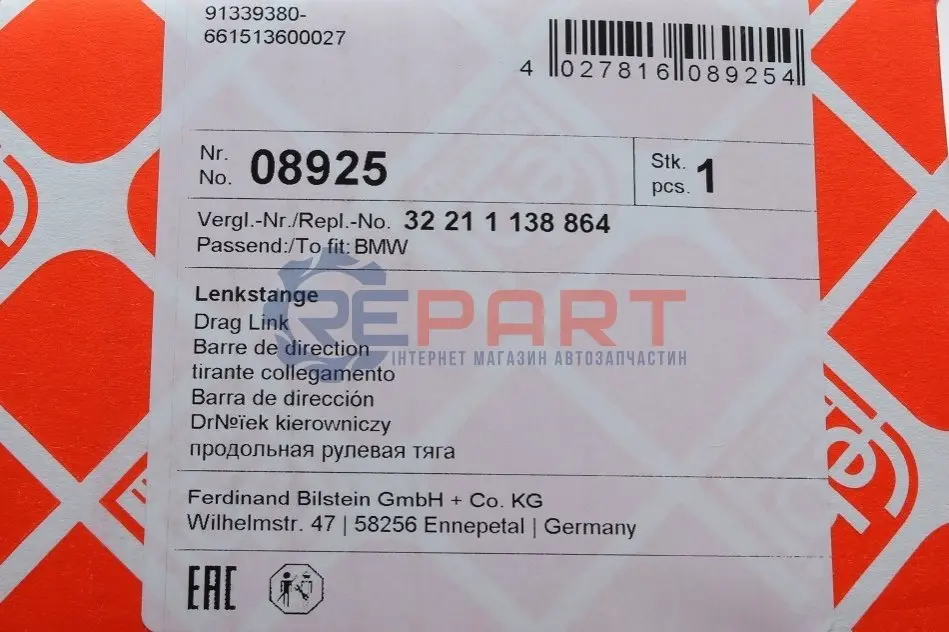 91339380-
661513600027
4 027816 089254
Nr.
No. 08925
Stk.
pcs. 1
Vergl.-Nr./Repl.-No. 32 21 1 138 864
Passend:/To fit: BMW
Lenkstange
Drag Link
Barre de direction
tirante collegamento
Barra de dirección
DrNºïek kierowniczy
продольная рулевая тяга
REPART
ІНТЕРНЕТ МАГАЗИН АВТОЗАПЧАСТИН
Ferdinand Bilstein GmbH + Co. KG
Wilhelmstr. 47 | 58256 Ennepetal | Germany
EAC